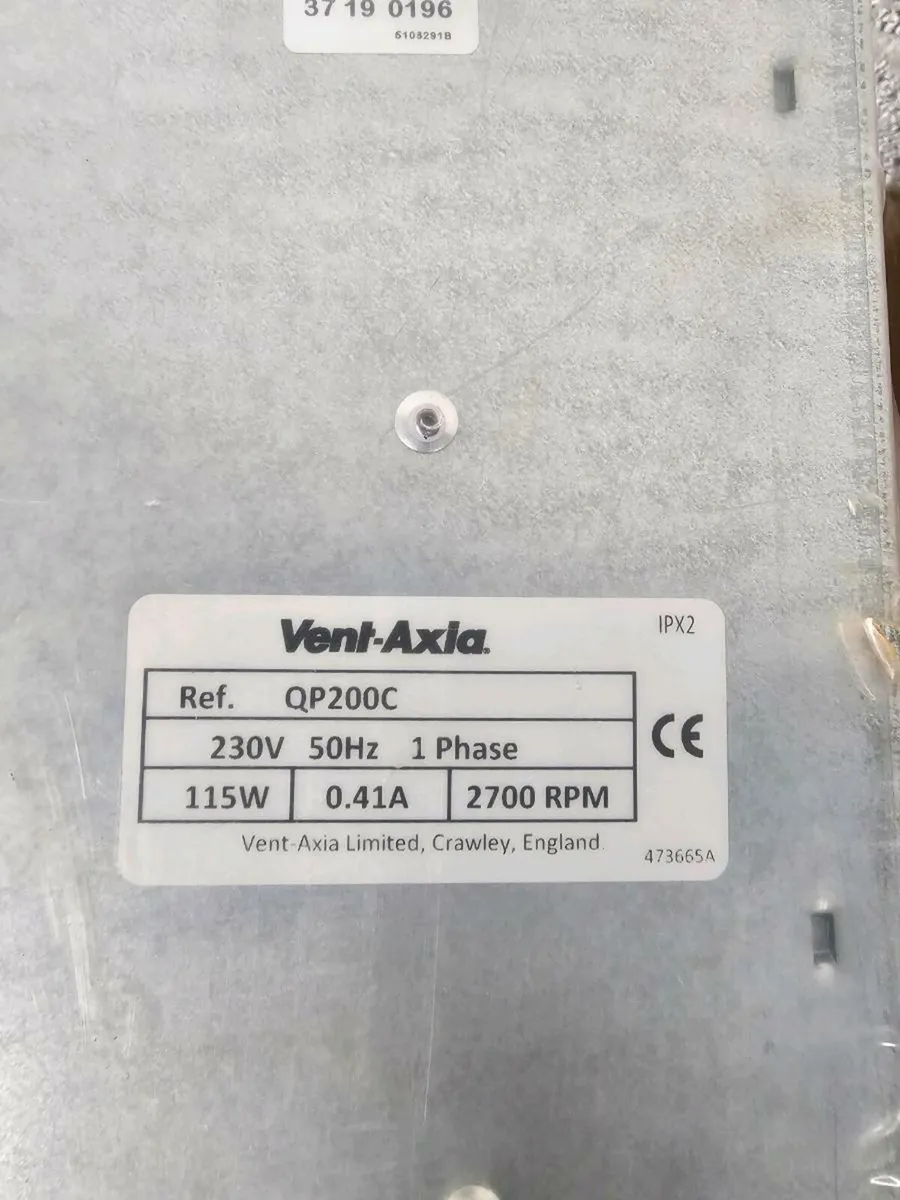 37 19 0196
5108291B
Vent-Axia.
IPX2
Ref. QP200C
230V 50Hz 1 Phase
CE
115W 0.41A 2700 RPM
Vent-Axia Limited, Crawley, England.
473665A